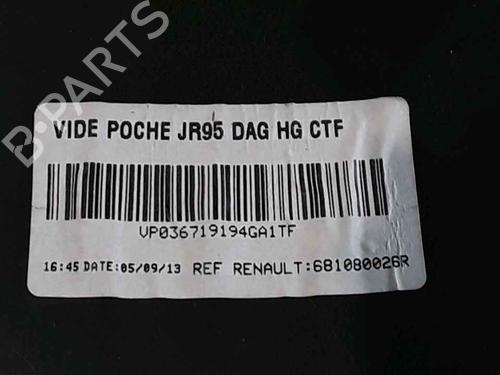 VIDE POCHE JR95 DAG HG CTF
VP036719194GA1TF
16:45 DATE:05/09/13 REF RENAULT:681080026R
B-PARTS